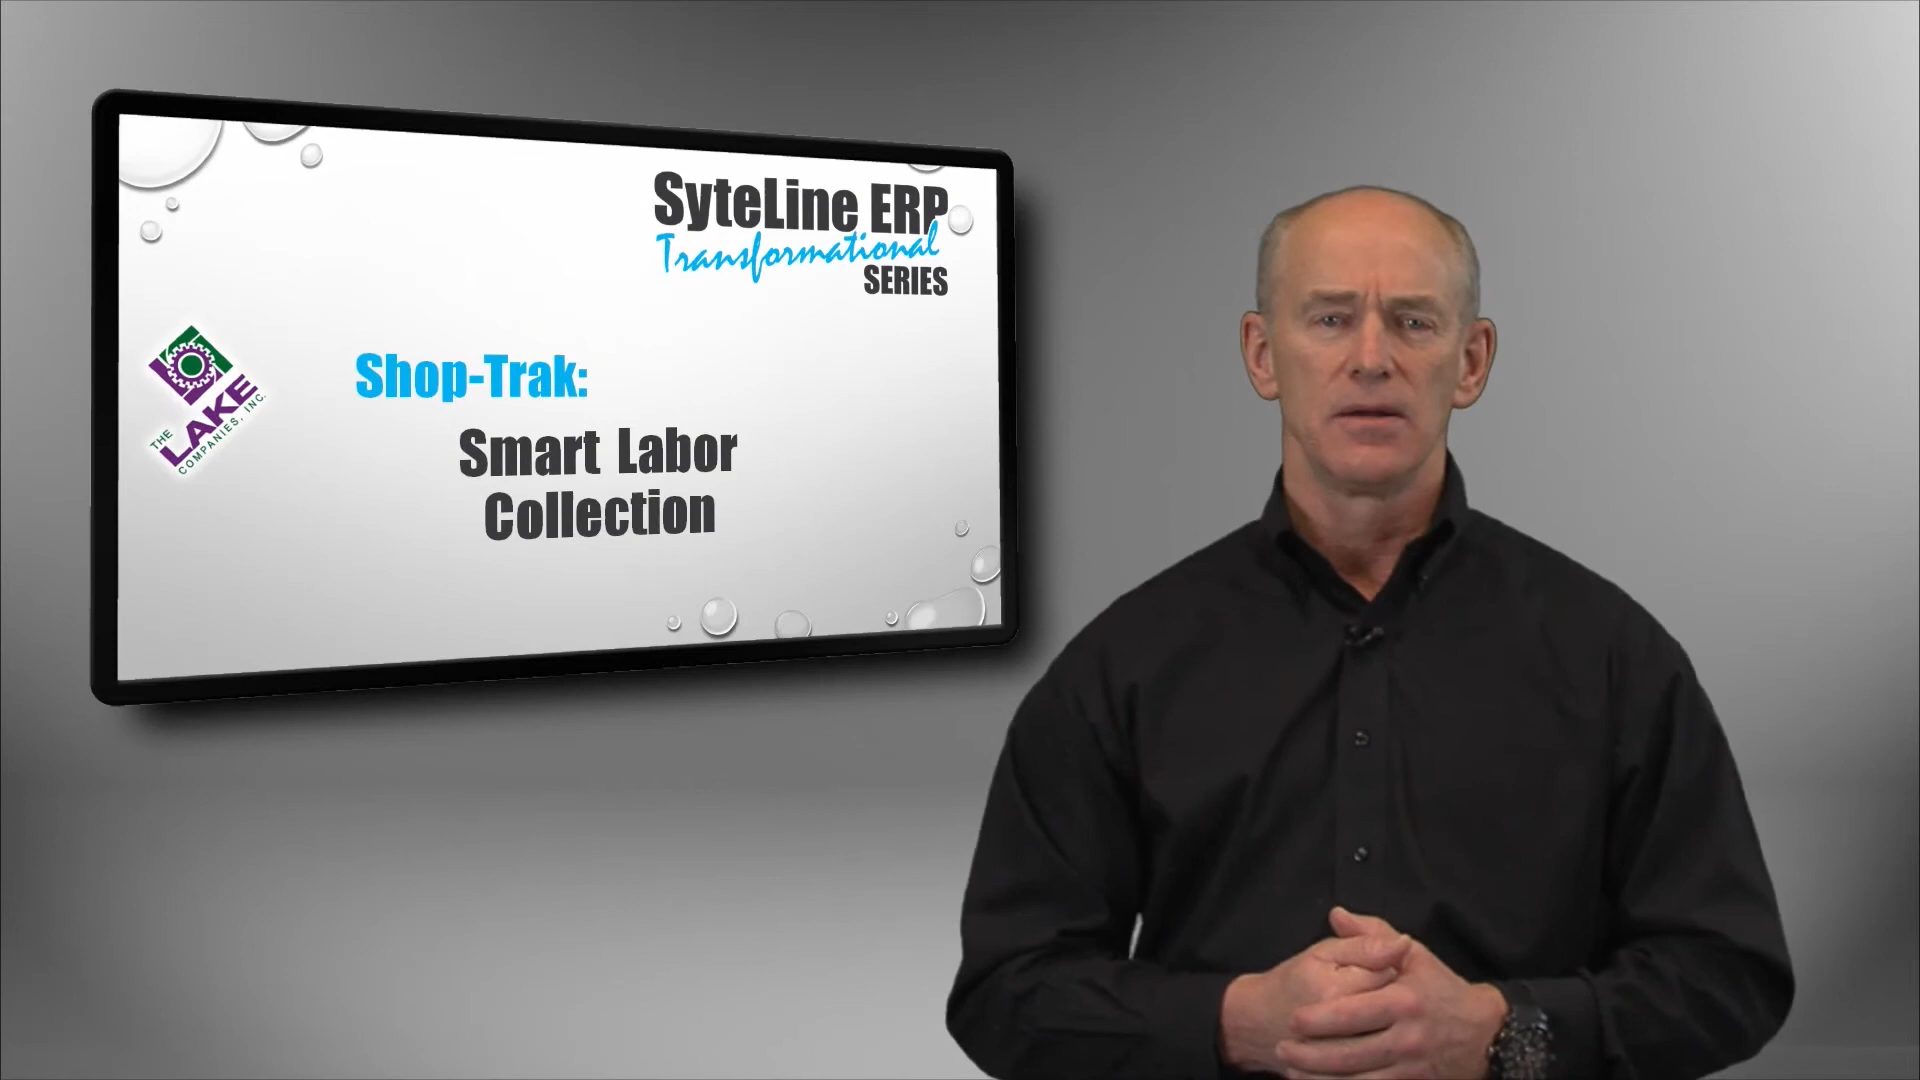 SyteLine ERP
Transformational
SERIES
THE
LAKE
COMPANIES, INC.
Shop-Trak:
Smart Labor
Collection